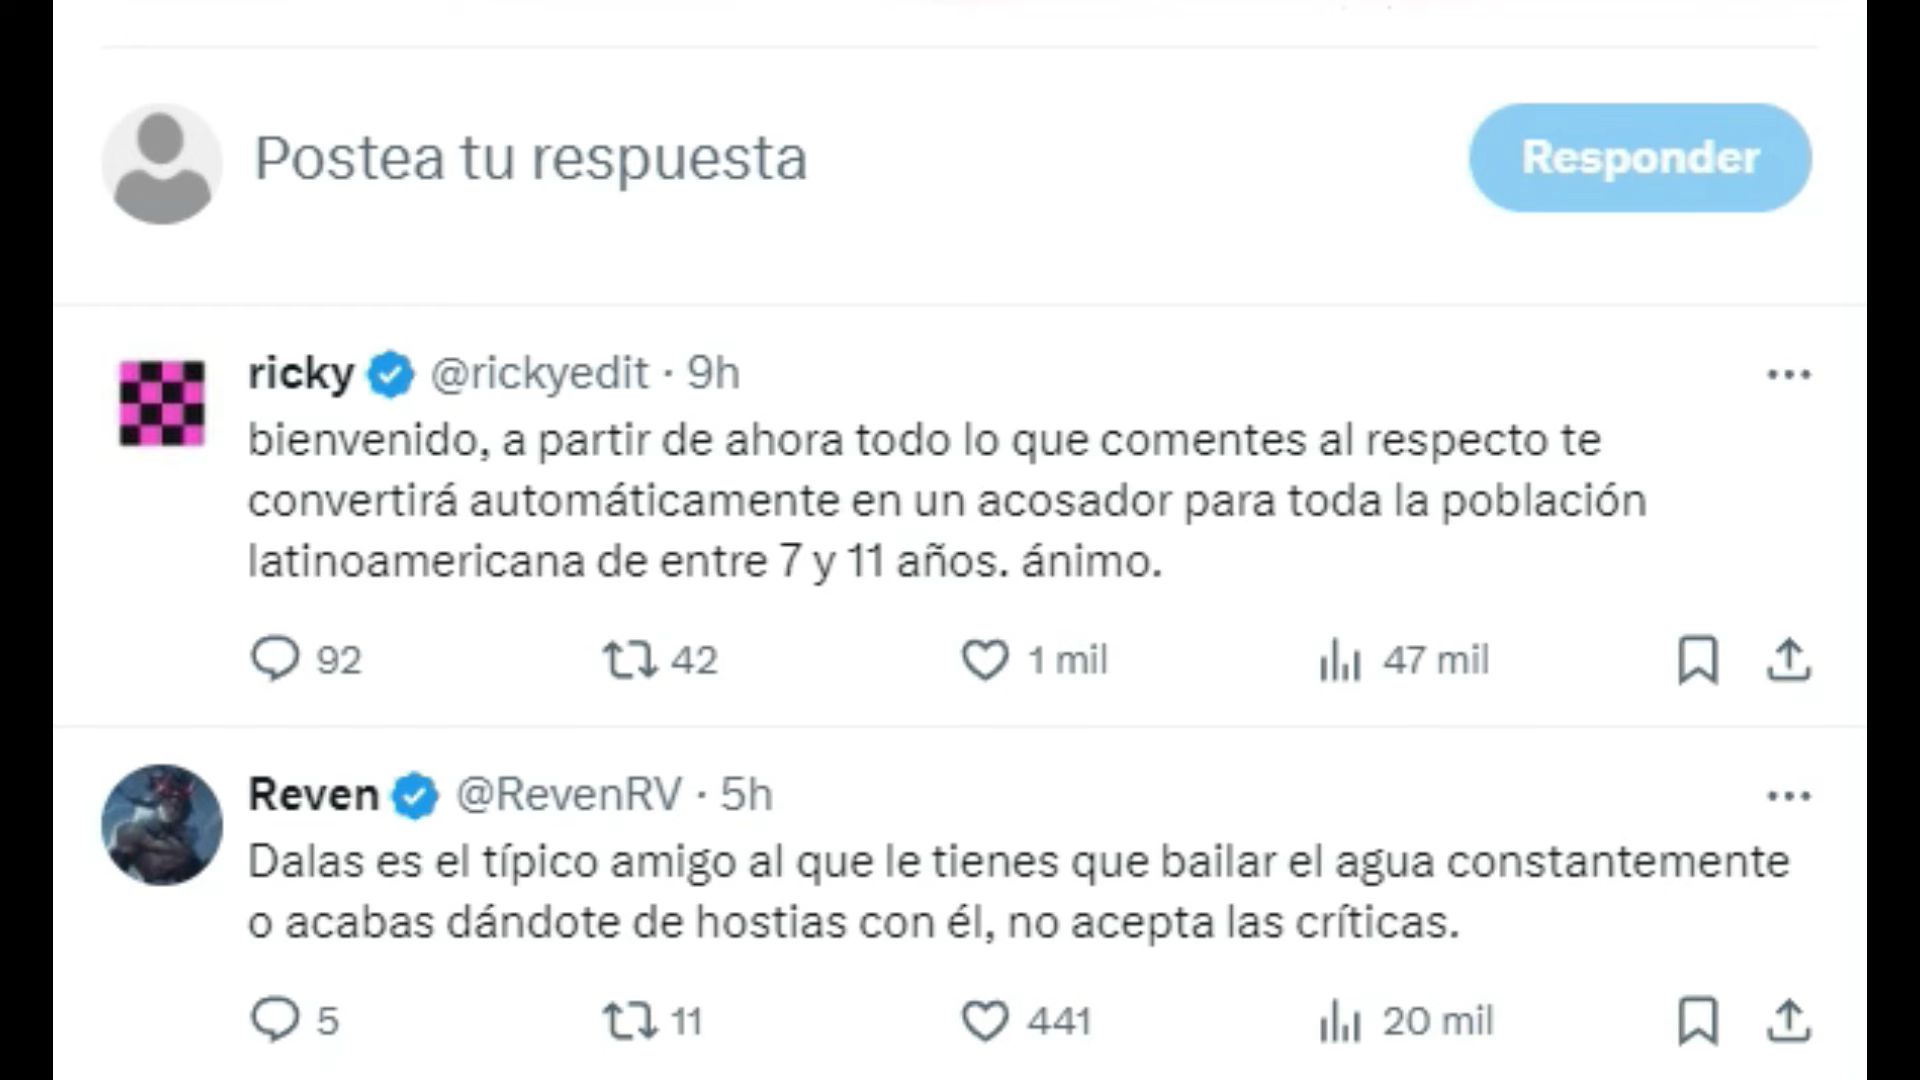 Postea tu respuesta
Responder
ricky @rickyedit · 9h
bienvenido, a partir de ahora todo lo que comentes al respecto te
convertirá automáticamente en un acosador para toda la población
latinoamericana de entre 7 y 11 años. ánimo.
92 42 1 mil 47 mil
Reven @RevenRV · 5h
Dalas es el típico amigo al que le tienes que bailar el agua constantemente
o acabas dándote de hostias con él, no acepta las críticas.
5 11 441 20 mil